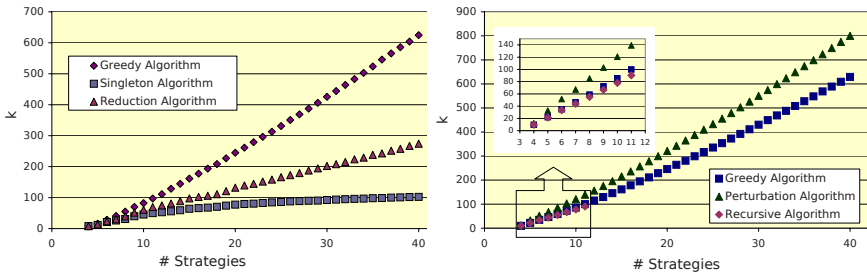 700
600
500
400
300
200
100
0
k
Greedy Algorithm
Singleton Algorithm
Reduction Algorithm
0 10 20 30 40
# Strategies
900
800
700
600
500
400
300
200
100
0
k
140
120
100
80
60
40
20
0
3 4 5 6 7 8 9 10 11 12
Greedy Algorithm
Perturbation Algorithm
Recursive Algorithm
0 10 20 30 40
# Strategies